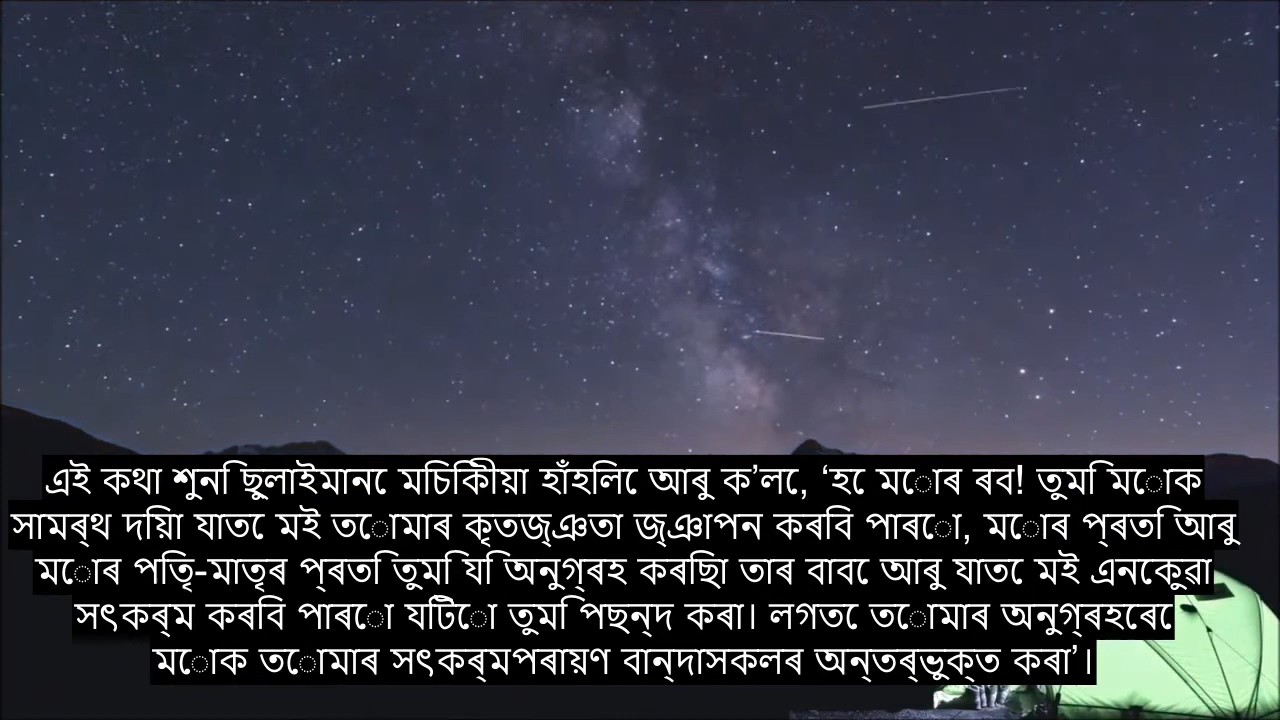 এই কথা শুনি ছুলাইমানে মিচিকিয়া হাঁহিলে আৰু ক’লে, ‘হে মোৰ ৰব! তুমি মোক
সামৰ্থ দিয়া যাতে মই তোমাৰ কৃতজ্ঞতা জ্ঞাপন কৰিব পাৰো, মোৰ প্ৰতি আৰু
মোৰ পিতৃ-মাতৃৰ প্ৰতি তুমি যি অনুগ্ৰহ কৰিছা তাৰ বাবে আৰু যাতে মই এনেকুৱা
সৎকৰ্ম কৰিব পাৰো যিটো তুমি পছন্দ কৰা। লগতে তোমাৰ অনুগ্ৰহেৰে
মোক তোমাৰ সৎকৰ্মপৰায়ণ বান্দাসকলৰ অন্তৰ্ভুক্ত কৰা’।